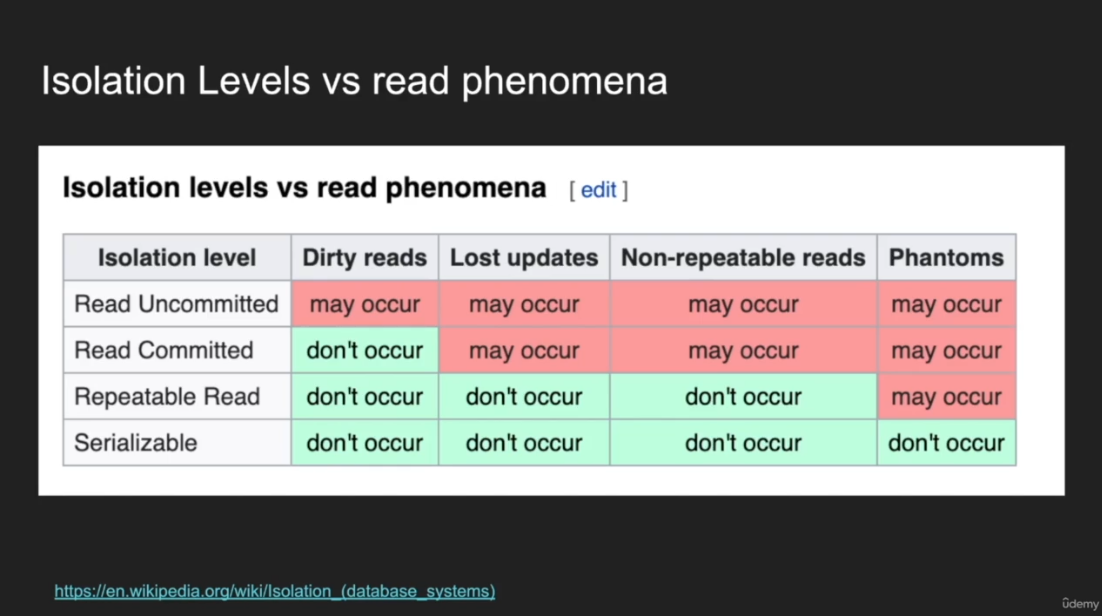 Isolation Levels vs read phenomena
Isolation levels vs read phenomena [ edit ]
Isolation level Dirty reads Lost updates Non-repeatable reads Phantoms
Read Uncommitted may occur may occur may occur may occur
Read Committed don't occur may occur may occur may occur
Repeatable Read don't occur don't occur don't occur may occur
Serializable don't occur don't occur don't occur don't occur
https://en.wikipedia.org/wiki/Isolation_(database_systems)
ûdemy